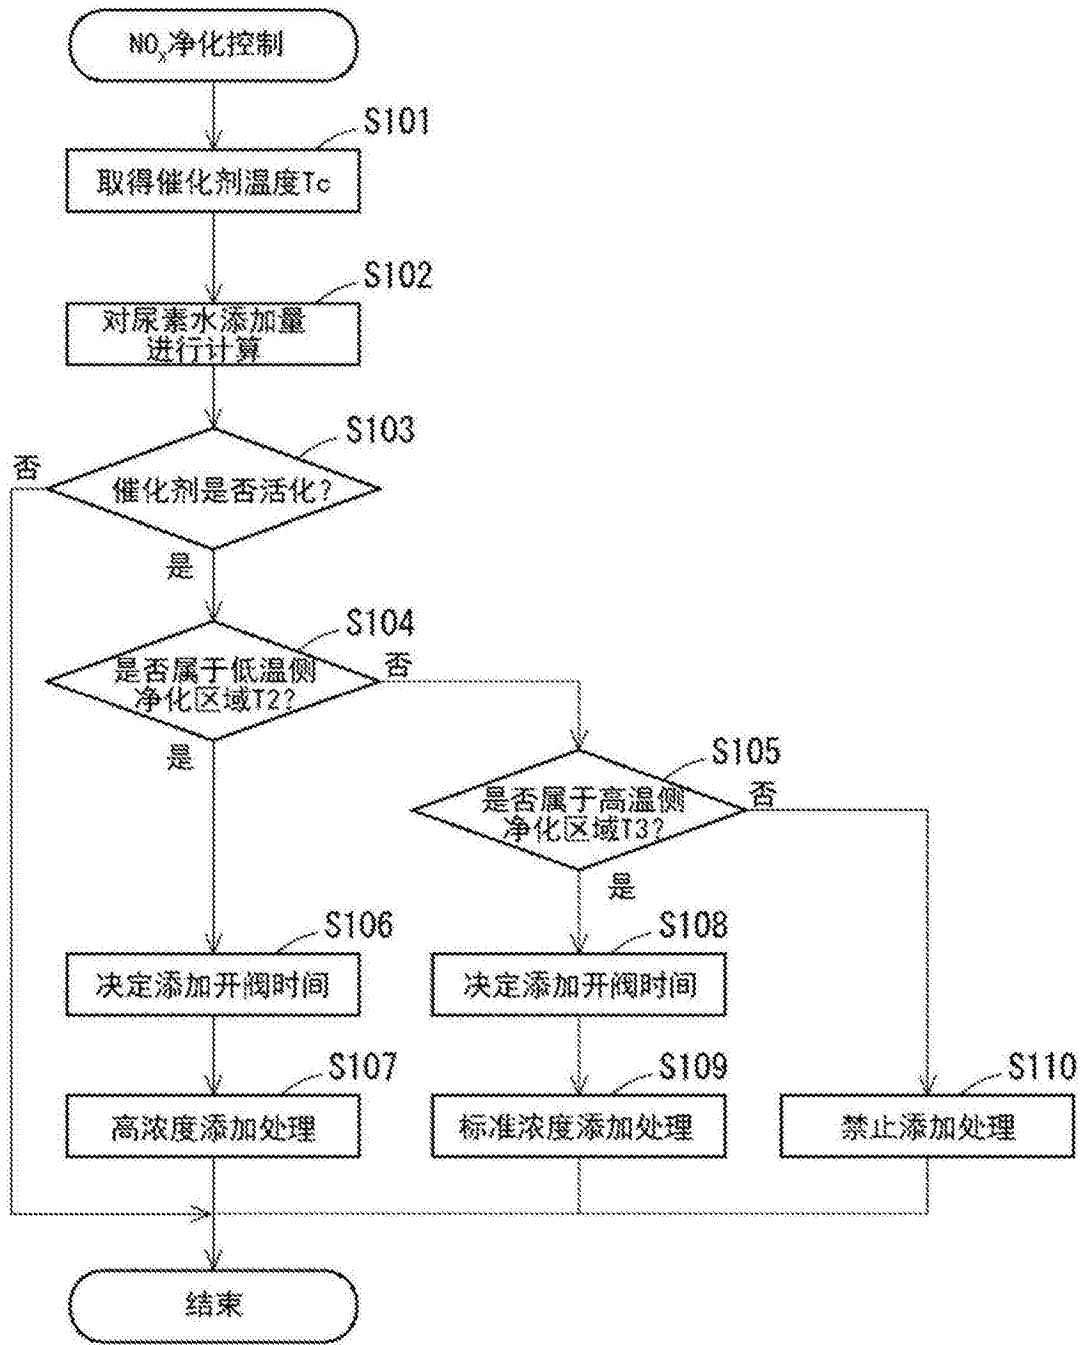 NOx净化控制
S101
取得催化剂温度Tc
S102
对尿素水添加量
进行计算
S103
否
催化剂是否活化?
是
S104
否
是否属于低温侧
净化区域T2?
是
S105
否
是否属于高温侧
净化区域T3?
是
S106
决定添加开阀时间
S108
决定添加开阀时间
S107
高浓度添加处理
S109
标准浓度添加处理
S110
禁止添加处理
结束